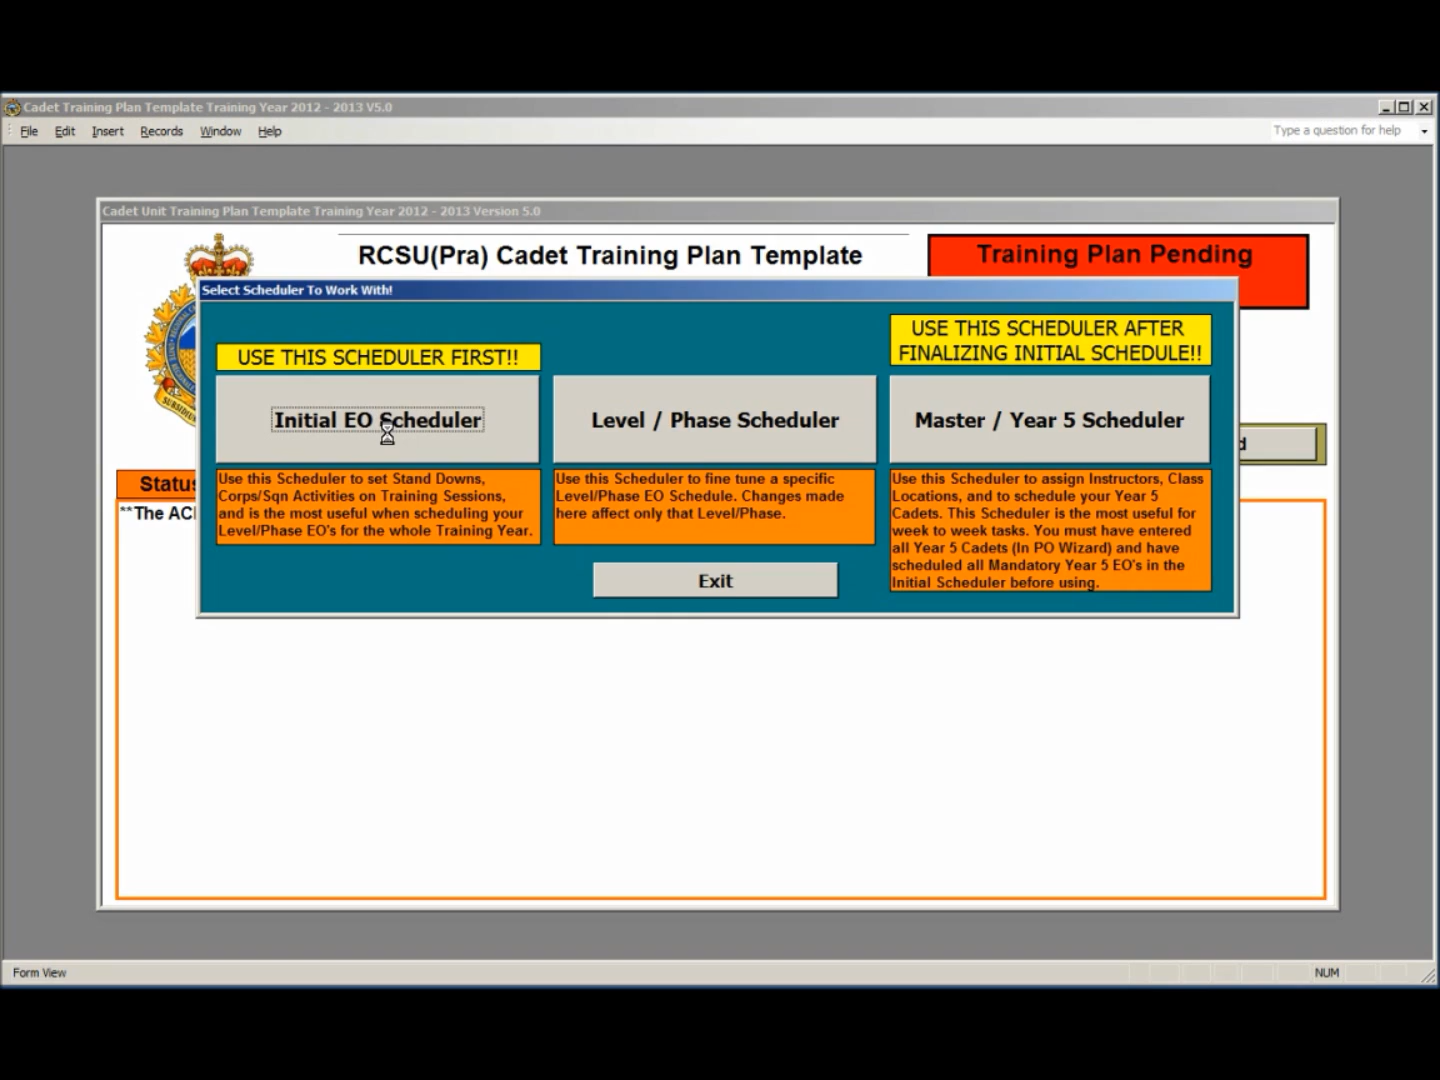 Cadet Training Plan Template Training Year 2012 - 2013 V5.0
File Edit Insert Records Window Help
Type a question for help
Cadet Unit Training Plan Template Training Year 2012 - 2013 Version 5.0
RCSU(Pra) Cadet Training Plan Template
Training Plan Pending
Select Scheduler To Work With!
USE THIS SCHEDULER FIRST!!
USE THIS SCHEDULER AFTER
FINALIZING INITIAL SCHEDULE!!
Initial EO Scheduler
Level / Phase Scheduler
Master / Year 5 Scheduler
Use this Scheduler to set Stand Downs,
Corps/Sqn Activities on Training Sessions,
and is the most useful when scheduling your
Level/Phase EO's for the whole Training Year.
Use this Scheduler to fine tune a specific
Level/Phase EO Schedule. Changes made
here affect only that Level/Phase.
Use this Scheduler to assign Instructors, Class
Locations, and to schedule your Year 5
Cadets. This Scheduler is the most useful for
week to week tasks. You must have entered
all Year 5 Cadets (In PO Wizard) and have
scheduled all Mandatory Year 5 EO's in the
Initial Scheduler before using.
Exit
Status
**The AC
Form View
NUM